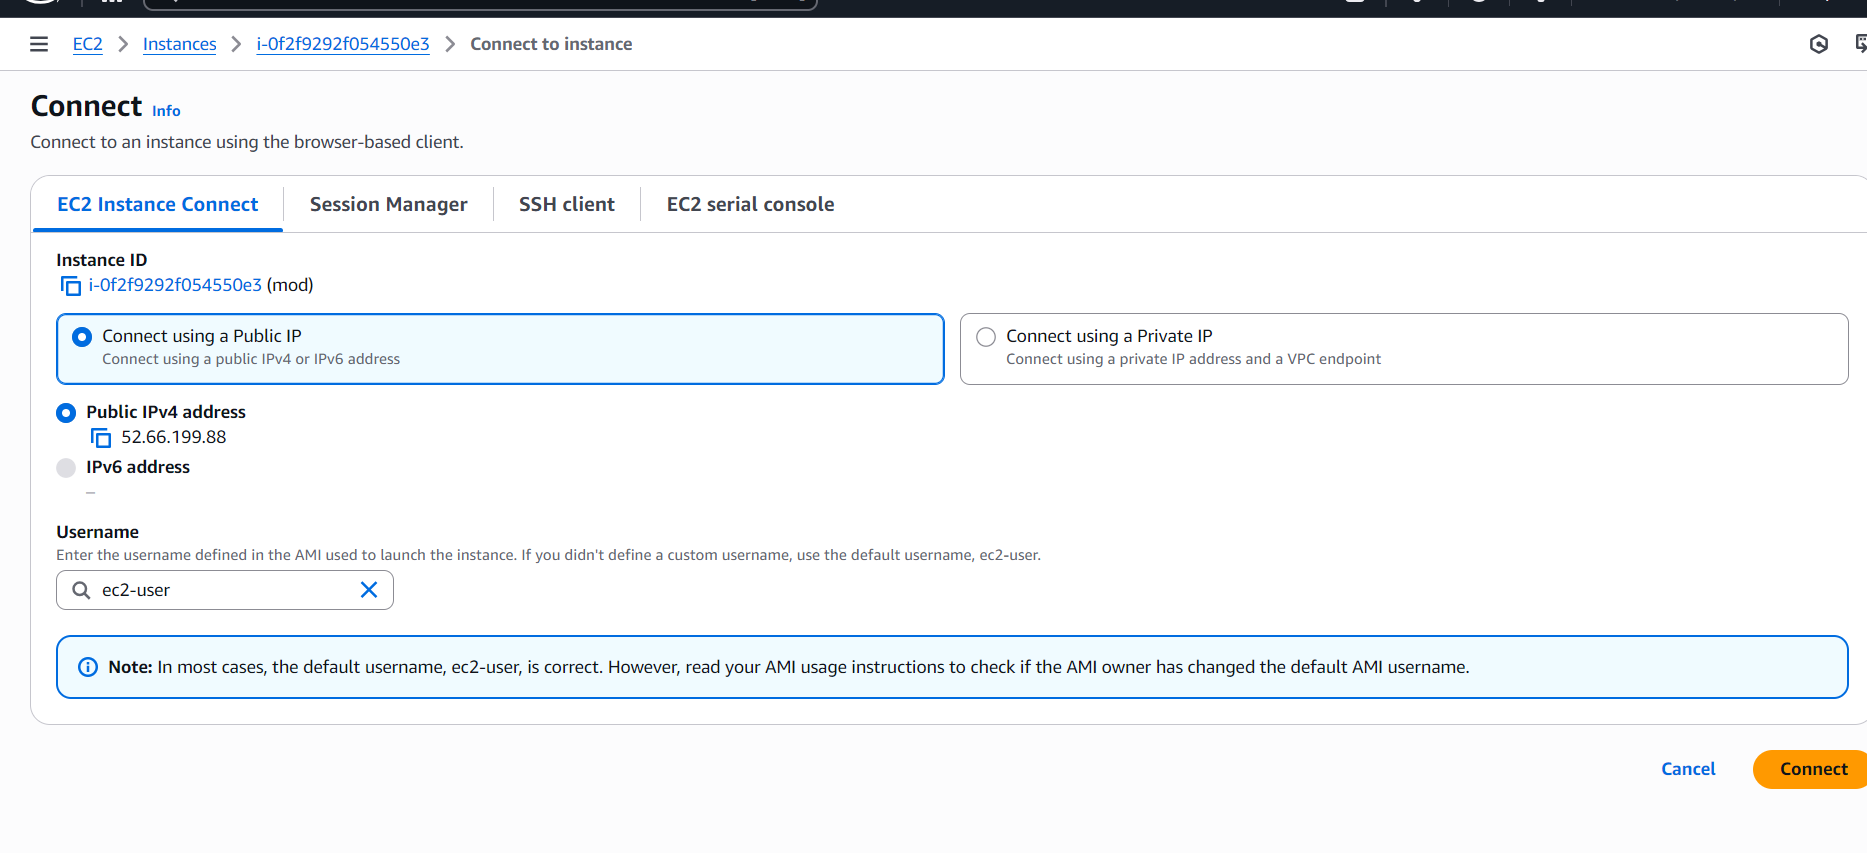 EC2 > Instances > i-0f2f9292f054550e3 > Connect to instance
Connect Info
Connect to an instance using the browser-based client.
EC2 Instance Connect Session Manager SSH client EC2 serial console
Instance ID
i-0f2f9292f054550e3 (mod)
Connect using a Public IP
Connect using a public IPv4 or IPv6 address
Connect using a Private IP
Connect using a private IP address and a VPC endpoint
Public IPv4 address
52.66.199.88
IPv6 address
–
Username
Enter the username defined in the AMI used to launch the instance. If you didn't define a custom username, use the default username, ec2-user.
ec2-user
Note: In most cases, the default username, ec2-user, is correct. However, read your AMI usage instructions to check if the AMI owner has changed the default AMI username.
Cancel Connect